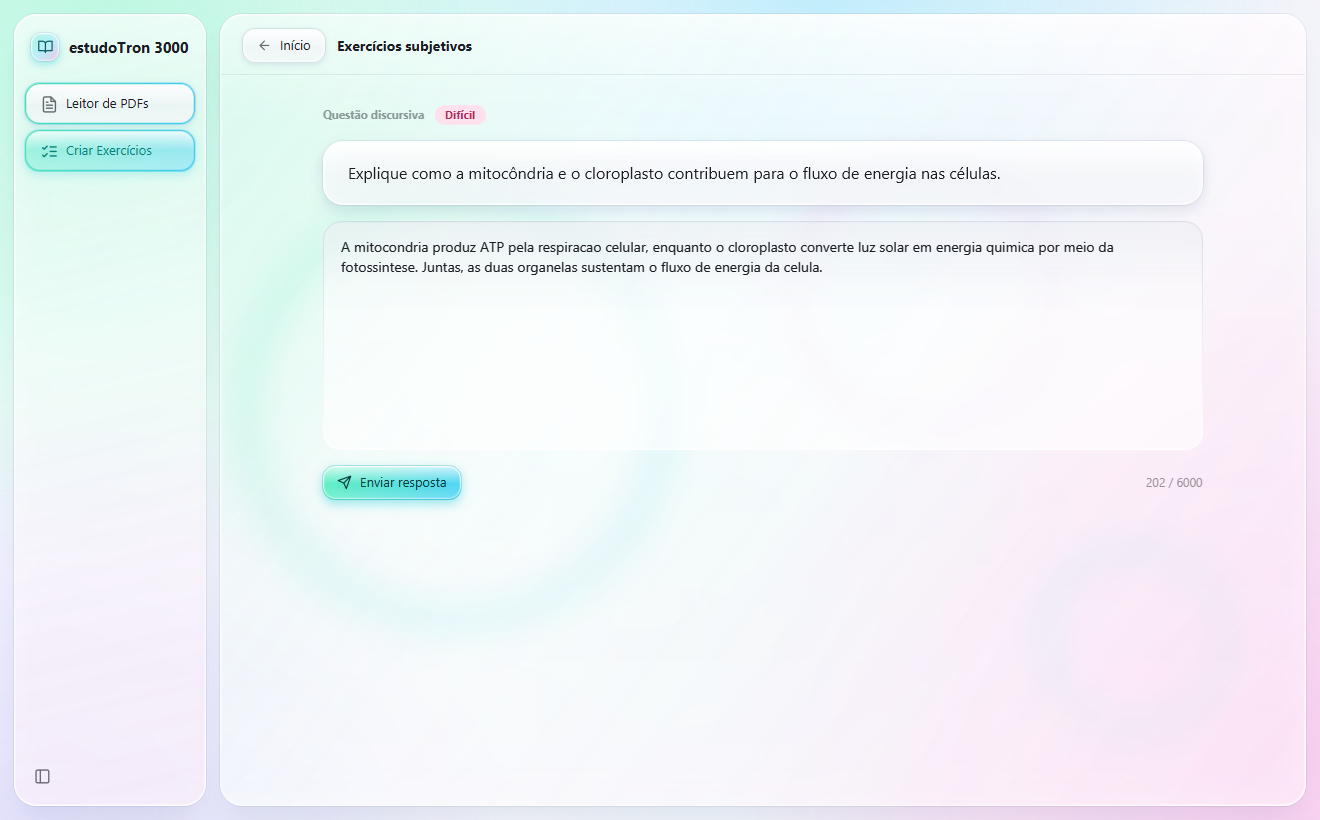 estudoTron 3000
Leitor de PDFs
Criar Exercícios
Início
Exercícios subjetivos
Questão discursiva
Difícil
Explique como a mitocôndria e o cloroplasto contribuem para o fluxo de energia nas células.
A mitocondria produz ATP pela respiracao celular, enquanto o cloroplasto converte luz solar em energia quimica por meio da
fotossintese. Juntas, as duas organelas sustentam o fluxo de energia da celula.
Enviar resposta
202 / 6000